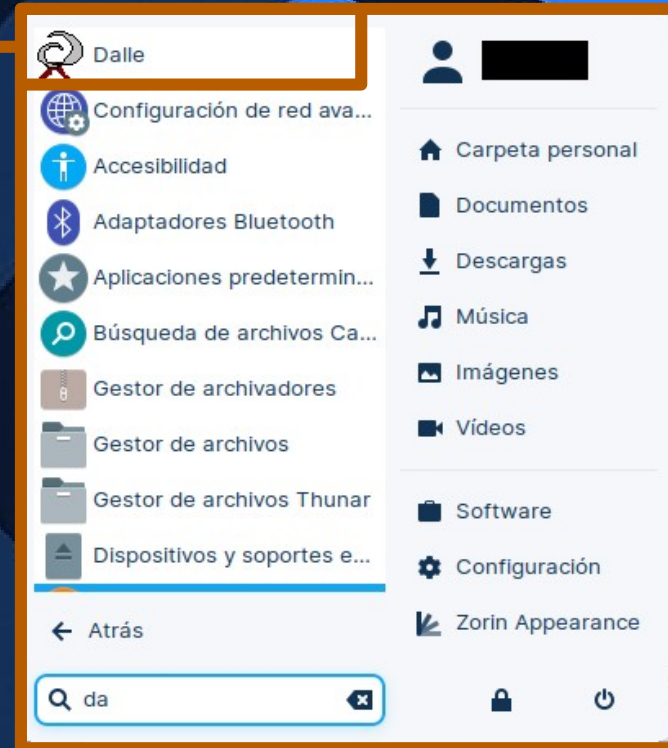 Dalle
Configuración de red ava...
Accesibilidad
Adaptadores Bluetooth
Aplicaciones predetermin...
Búsqueda de archivos Ca...
Gestor de archivadores
Gestor de archivos
Gestor de archivos Thunar
Dispositivos y soportes e...
Atrás
da
Carpeta personal
Documentos
Descargas
Música
Imágenes
Vídeos
Software
Configuración
Zorin Appearance